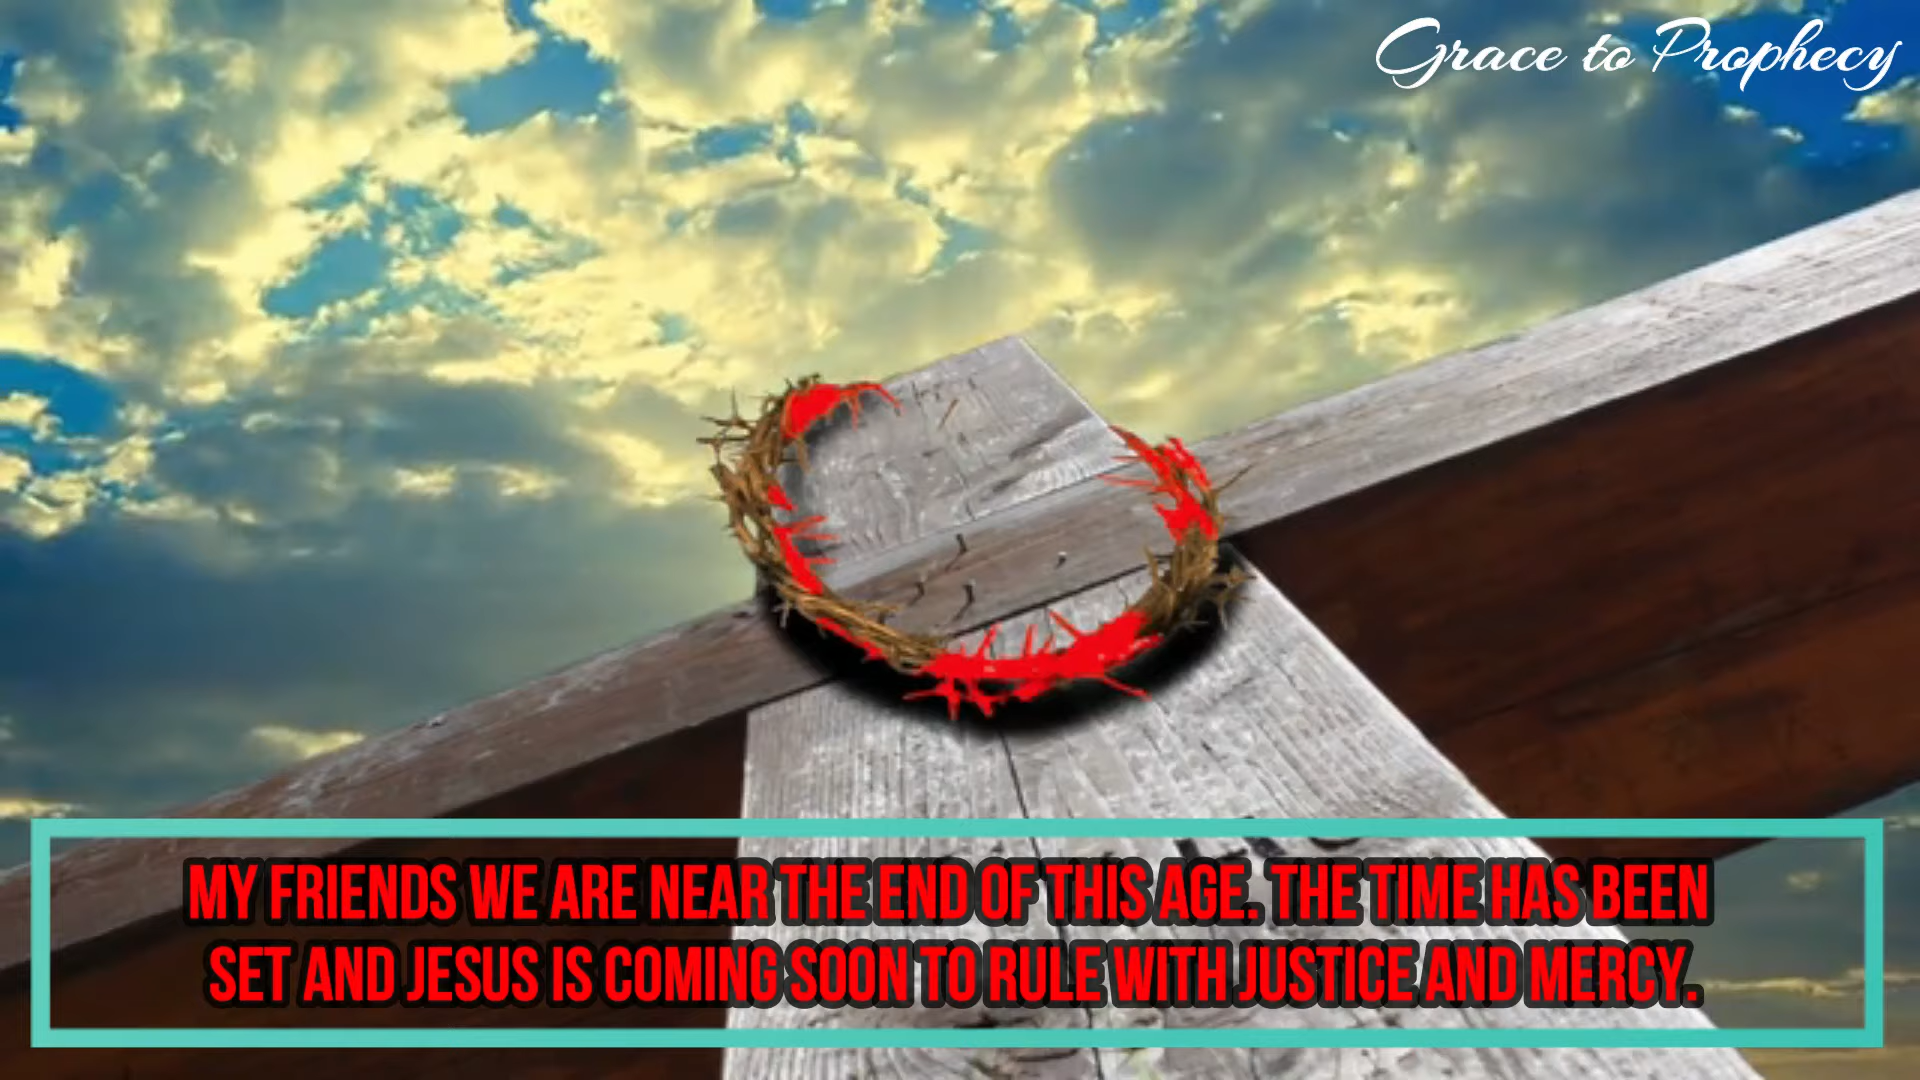 Grace to Prophecy
MY FRIENDS WE ARE NEAR THE END OF THIS AGE. THE TIME HAS BEEN
SET AND JESUS IS COMING SOON TO RULE WITH JUSTICE AND MERCY.